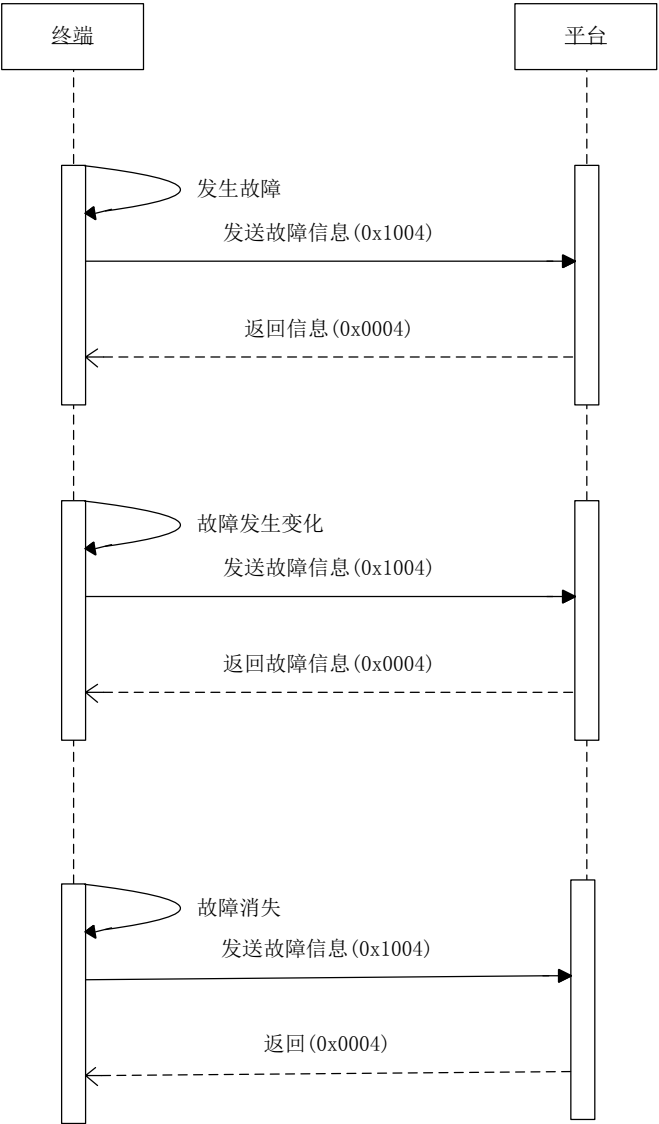 终端
平台
发生故障
发送故障信息(0x1004)
返回信息(0x0004)
故障发生变化
发送故障信息(0x1004)
返回故障信息(0x0004)
故障消失
发送故障信息(0x1004)
返回(0x0004)